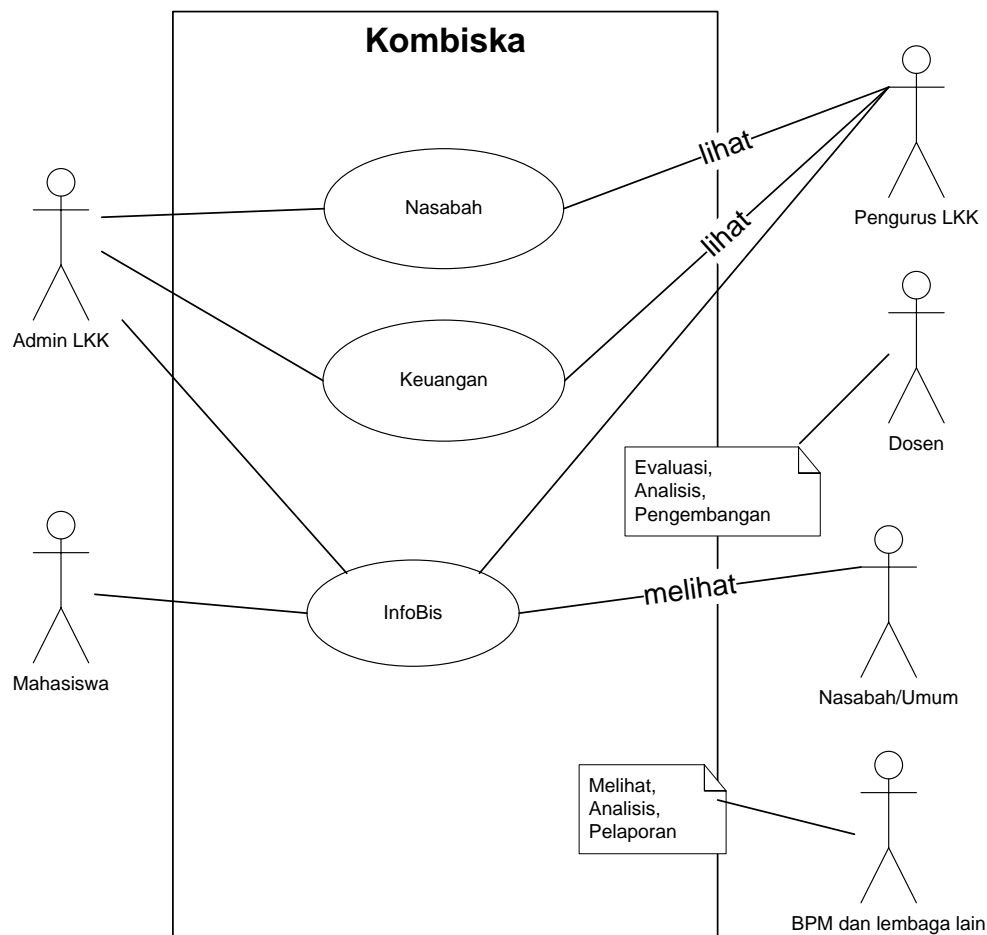 Kombiska
lihat
Nasabah
Pengurus LKK
lihat
Admin LKK
Keuangan
Dosen
Evaluasi,
Analisis,
Pengembangan
melihat
InfoBis
Mahasiswa
Nasabah/Umum
Melihat,
Analisis,
Pelaporan
BPM dan lembaga lain